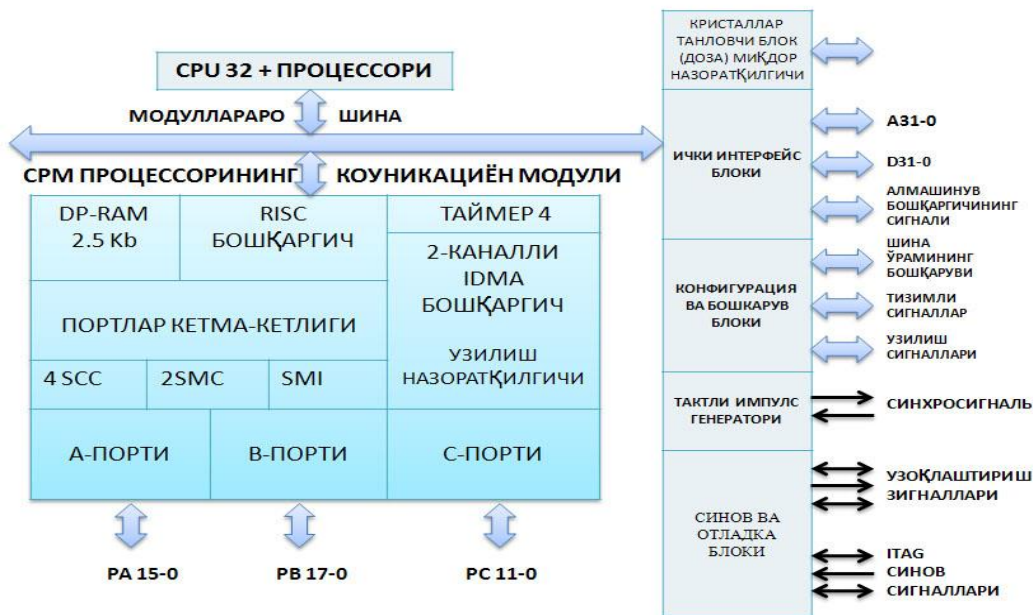 CPU 32 + ПРОЦЕССОРИ
МОДУЛЛАРАРО ШИНА
CPM ПРОЦЕССОРИНИНГ КОУНИКАЦИЁН МОДУЛИ
DP-RAM
2.5 Kb
RISC
БОШҚАРГИЧ
ТАЙМЕР 4
2-КАНАЛЛИ
IDMA
БОШҚАРГИЧ
УЗИЛИШ
НАЗОРАТҚИЛГИЧИ
ПОРТЛАР КЕТМА-КЕТЛИГИ
4 SCC
2SMC
SMI
А-ПОРТИ
В-ПОРТИ
С-ПОРТИ
PA 15-0
PB 17-0
PC 11-0
КРИСТАЛЛАР
ТАНЛОВЧИ БЛОК
(ДОЗА) МИҚДОР
НАЗОРАТҚИЛГИЧИ
ИЧКИ ИНТЕРФЕЙС
БЛОКИ
A31-0
D31-0
АЛМАШИНУВ
БОШҚАРГИЧИНИНГ
СИГНАЛИ
КОНФИГУРАЦИЯ
ВА БОШКАРУВ
БЛОКИ
ШИНА
ЎРАМИНИНГ
БОШҚАРУВИ
ТИЗИМЛИ
СИГНАЛЛАР
УЗИЛИШ
СИГНАЛЛАРИ
ТАКТЛИ ИМПУЛС
ГЕНЕРАТОРИ
СИНХРОСИГНАЛЬ
СИНОВ ВА
ОТЛАДКА
БЛОКИ
УЗОҚЛАШТИРИШ
ЗИГНАЛЛАРИ
ITAG
СИНОВ
СИГНАЛЛАРИ